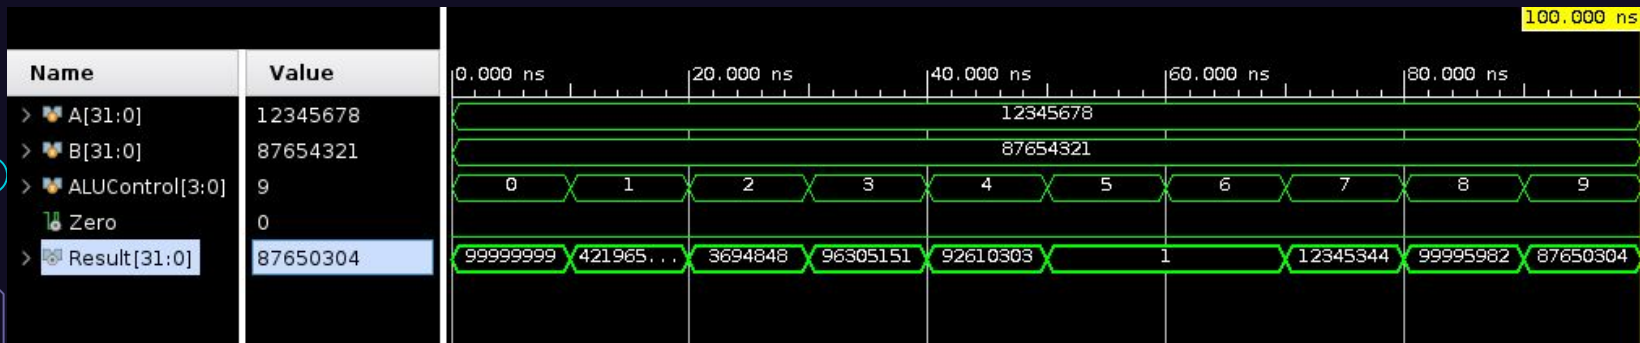 100.000 ns
Name Value 0.000 ns 20.000 ns 40.000 ns 60.000 ns 80.000 ns
A[31:0] 12345678 12345678
B[31:0] 87654321 87654321
ALUControl[3:0] 9 0 1 2 3 4 5 6 7 8 9
Zero 0
Result[31:0] 87650304 99999999 421965... 3694848 96305151 92610303 1 12345344 99995982 87650304